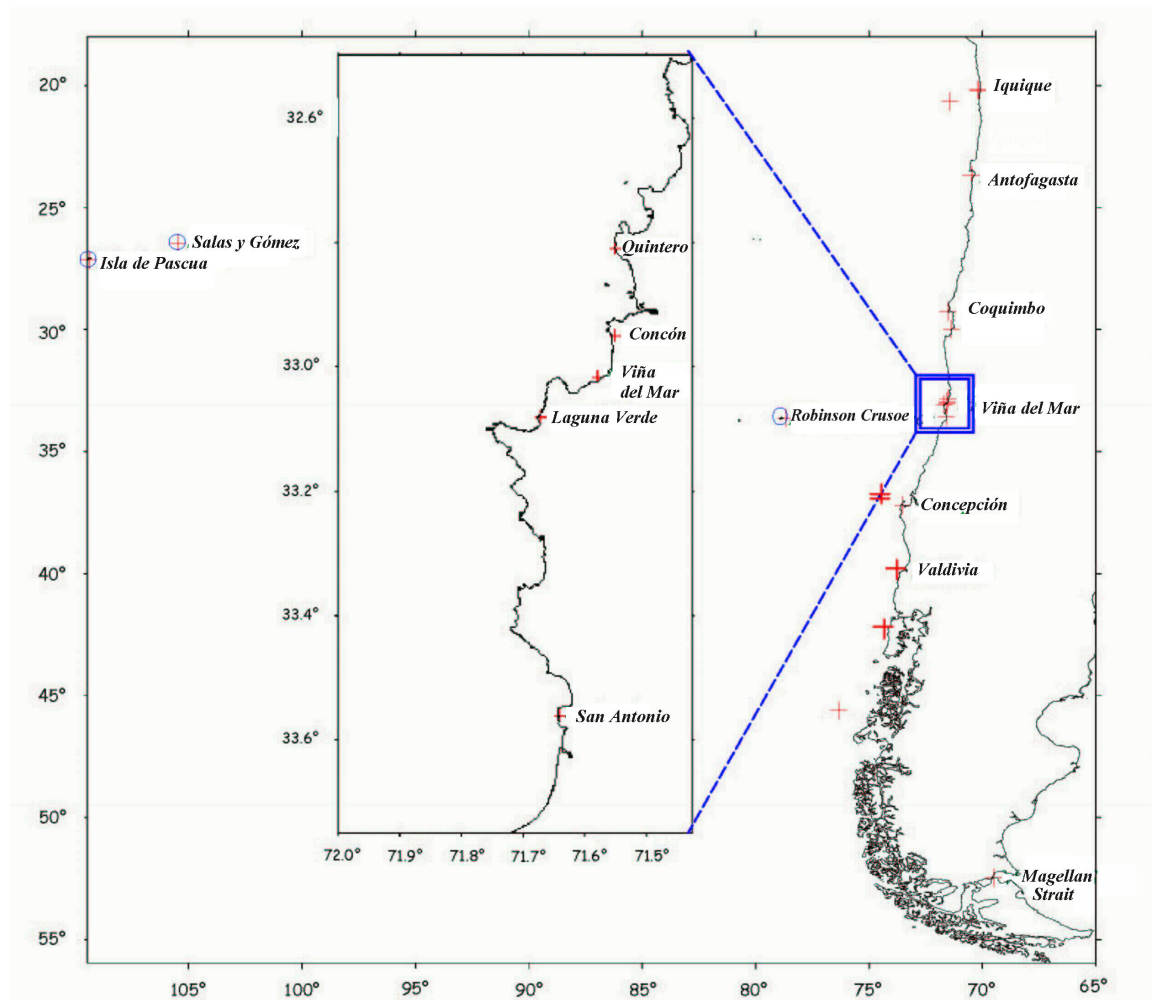 20°
Iquique
32.6°
Antofagasta
25°
Salas y Gómez
Quintero
Isla de Pascua
Coquimbo
30°
Concón
33.0°
Viña
del Mar
Viña del Mar
Robinson Crusoe
Laguna Verde
35°
33.2°
Concepción
Valdivia
40°
33.4°
45°
San Antonio
33.6°
50°
72.0°
71.9°
71.8°
71.7°
71.6°
71.5°
Magellan
Strait
55°
105°
100°
95°
90°
85°
80°
75°
70°
65°